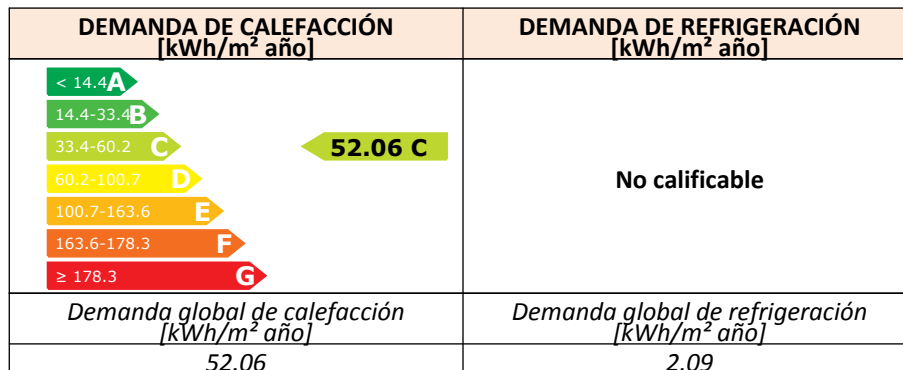 DEMANDA DE CALEFACCIÓN
[kWh/m² año]
DEMANDA DE REFRIGERACIÓN
[kWh/m² año]
< 14.4 A
14.4-33.4 B
33.4-60.2 C
52.06 C
60.2-100.7 D
100.7-163.6 E
163.6-178.3 F
≥ 178.3 G
No calificable
Demanda global de calefacción
[kWh/m² año]
Demanda global de refrigeración
[kWh/m² año]
52.06
2.09